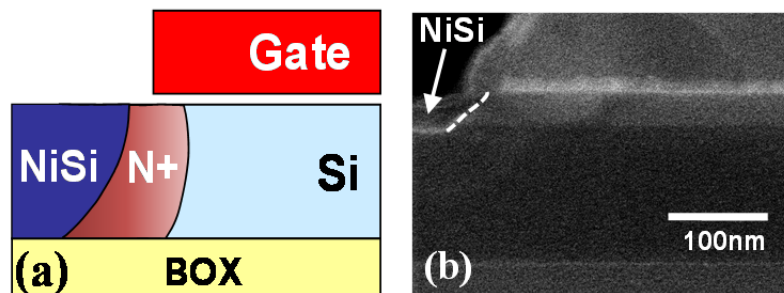 Gate
NiSi
N+
Si
BOX
(a)
NiSi
100nm
(b)